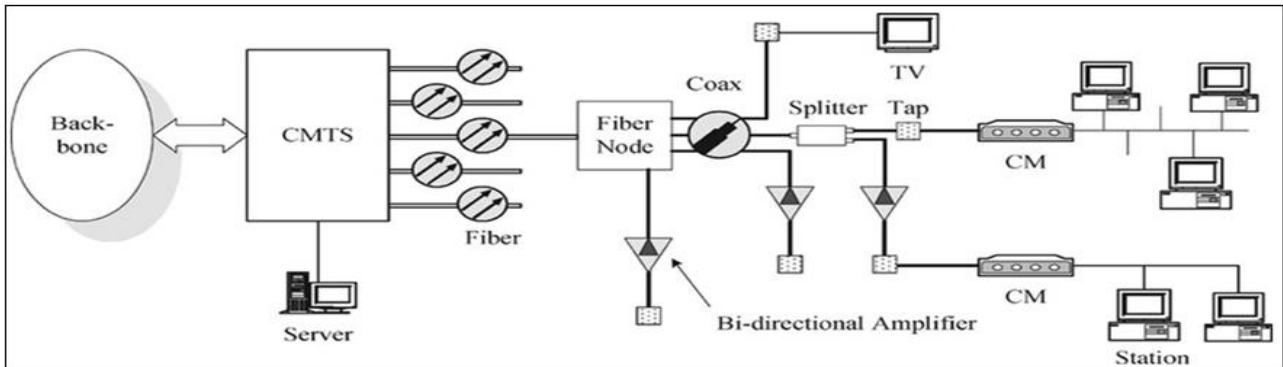 Back-
bone
CMTS
Fiber
Server
Fiber
Node
Coax
TV
Splitter
Tap
CM
CM
Bi-directional Amplifier
Station